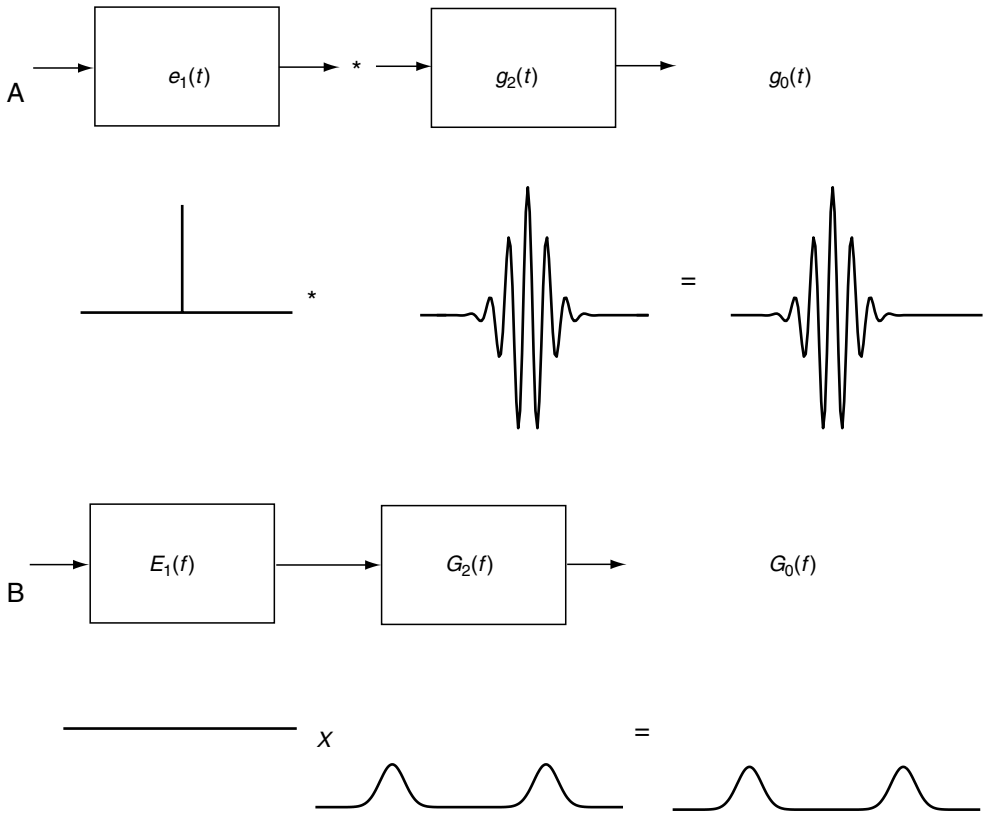 e₁(t) * g₂(t) g₀(t)
A
* =
E₁(f) G₂(f) G₀(f)
B
X =